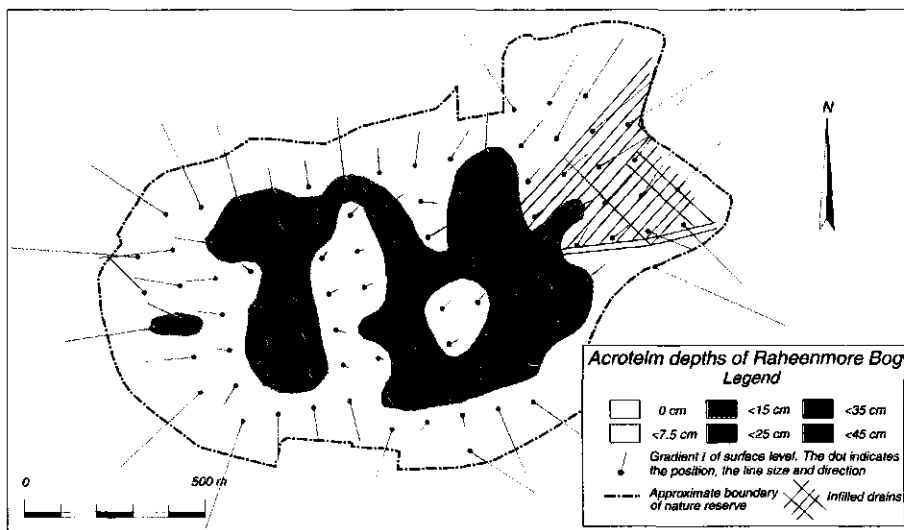 N
Acrotelm depths of Raheenmore Bog
Legend
0 cm <15 cm <35 cm
<7.5 cm <25 cm <45 cm
Gradient I of surface level. The dot indicates
the position, the line size and direction
Approximate boundary
of nature reserve
Infilled drains
0 500 m